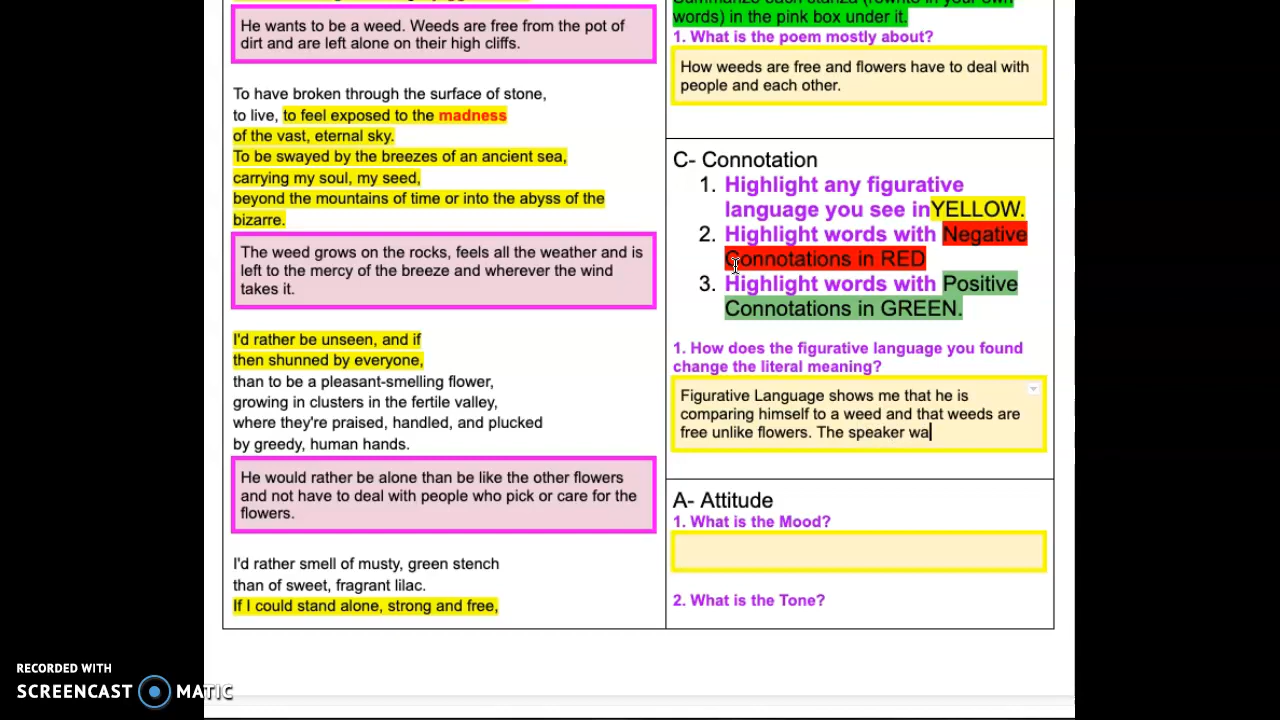 He wants to be a weed. Weeds are free from the pot of
dirt and are left alone on their high cliffs.
To have broken through the surface of stone,
to live, to feel exposed to the madness
of the vast, eternal sky.
To be swayed by the breezes of an ancient sea,
carrying my soul, my seed,
beyond the mountains of time or into the abyss of the
bizarre.
The weed grows on the rocks, feels all the weather and is
left to the mercy of the breeze and wherever the wind
takes it.
I'd rather be unseen, and if
then shunned by everyone,
than to be a pleasant-smelling flower,
growing in clusters in the fertile valley,
where they're praised, handled, and plucked
by greedy, human hands.
He would rather be alone than be like the other flowers
and not have to deal with people who pick or care for the
flowers.
I'd rather smell of musty, green stench
than of sweet, fragrant lilac.
If I could stand alone, strong and free,
words) in the pink box under it.
1. What is the poem mostly about?
How weeds are free and flowers have to deal with
people and each other.
C- Connotation
1. Highlight any figurative
language you see inYELLOW.
2. Highlight words with Negative
Connotations in RED
3. Highlight words with Positive
Connotations in GREEN.
1. How does the figurative language you found
change the literal meaning?
Figurative Language shows me that he is
comparing himself to a weed and that weeds are
free unlike flowers. The speaker wa
A- Attitude
1. What is the Mood?
2. What is the Tone?
RECORDED WITH
SCREENCAST MATIC